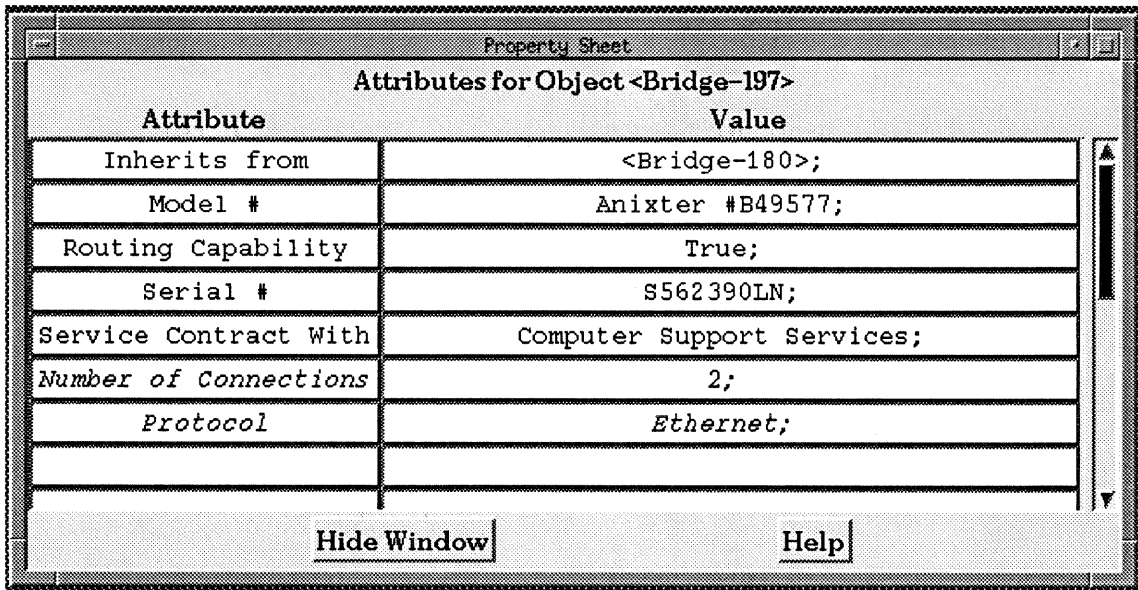 Property Sheet
Attributes for Object <Bridge-197>
Attribute Value
Inherits from <Bridge-180>;
Model # Anixter #B49577;
Routing Capability True;
Serial # S562390LN;
Service Contract With Computer Support Services;
Number of Connections 2;
Protocol Ethernet;
Hide Window Help